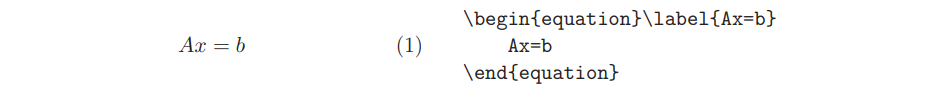 Ax = b (1)
\begin{equation}\label{Ax=b}
    Ax=b
\end{equation}